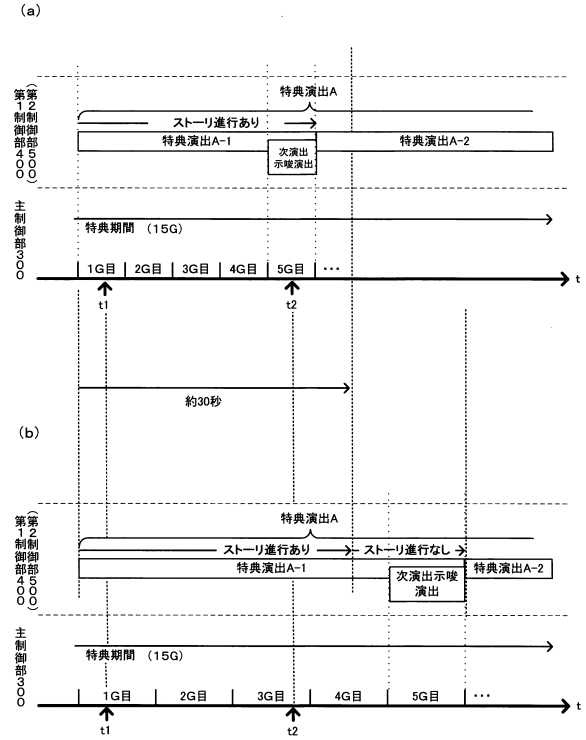 (a)
特典演出A
ストーリ進行あり
特典演出A-1
特典演出A-2
次演出
示唆演出
第1制御部400
(第2制御部500)
主制御部300
特典期間 (15G)
1G目
2G目
3G目
4G目
5G目
・・・
t
t1
t2
約30秒
(b)
特典演出A
ストーリ進行あり
ストーリ進行なし
特典演出A-1
特典演出A-2
次演出示唆
演出
第1制御部400
(第2制御部500)
主制御部300
特典期間 (15G)
1G目
2G目
3G目
4G目
5G目
・・・
t
t1
t2